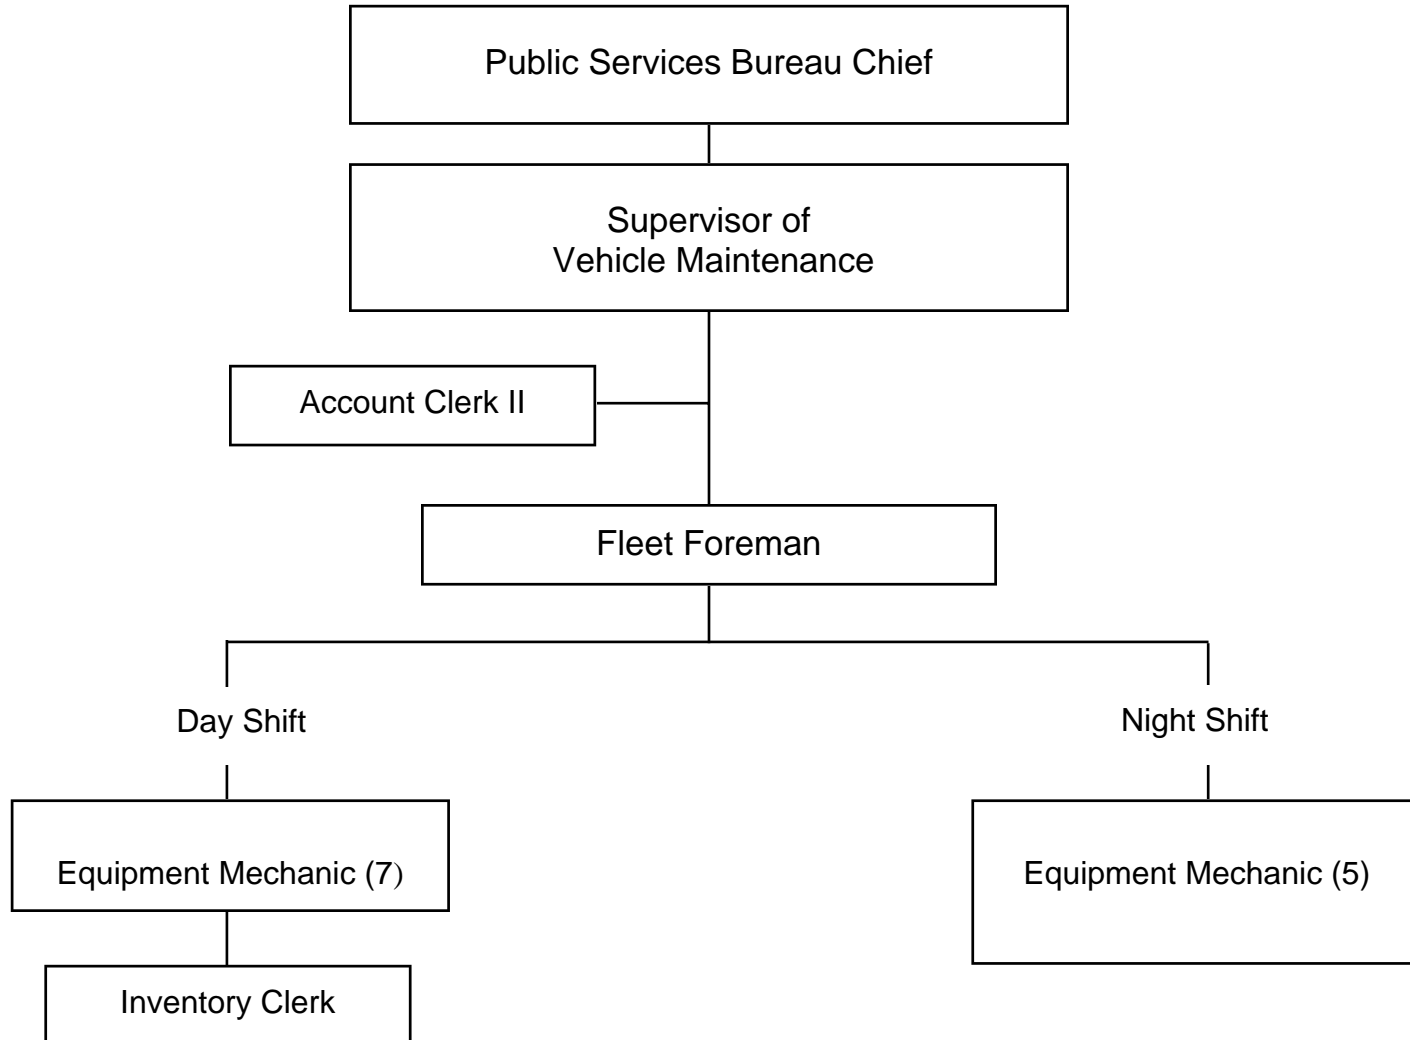 Public Services Bureau Chief
Supervisor of
Vehicle Maintenance
Account Clerk II
Fleet Foreman
Day Shift
Night Shift
Equipment Mechanic (7)
Equipment Mechanic (5)
Inventory Clerk